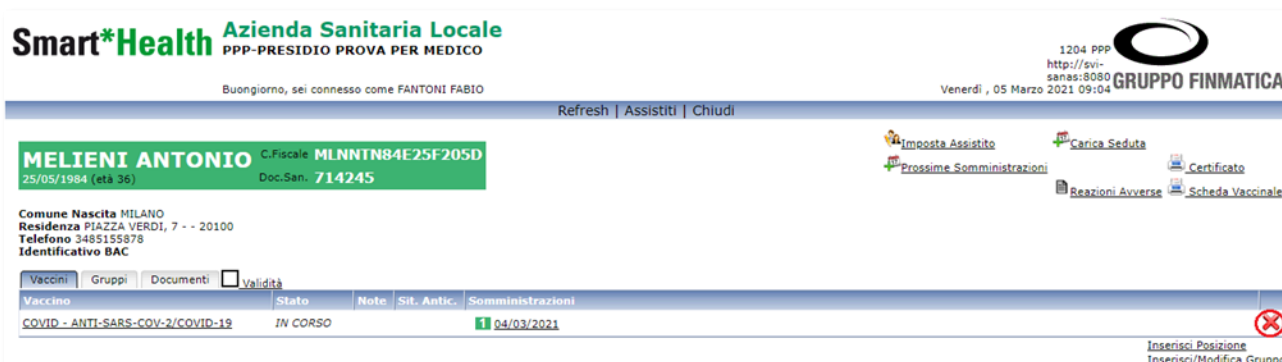 Smart*Health Azienda Sanitaria Locale
PPP-PRESIDIO PROVA PER MEDICO
1204 PPP
http://svi-
sanas:8080
Buongiorno, sei connesso come FANTONI FABIO
Venerdì , 05 Marzo 2021 09:04
GRUPPO FINMATICA
Refresh | Assistiti | Chiudi
MELIENI ANTONIO C.Fiscale MLNNTN84E25F205D
25/05/1984 (età 36) Doc.San. 714245
Imposta Assistito Carica Seduta
Prossime Somministrazioni Certificato
Reazioni Avverse Scheda Vaccinale
Comune Nascita MILANO
Residenza PIAZZA VERDI, 7 - - 20100
Telefono 3485155878
Identificativo BAC
Vaccini Gruppi Documenti Validità
Vaccino Stato Note Sit. Antic. Somministrazioni
COVID - ANTI-SARS-COV-2/COVID-19 IN CORSO 1 04/03/2021
Inserisci Posizione
Inserisci/Modifica Gruppo